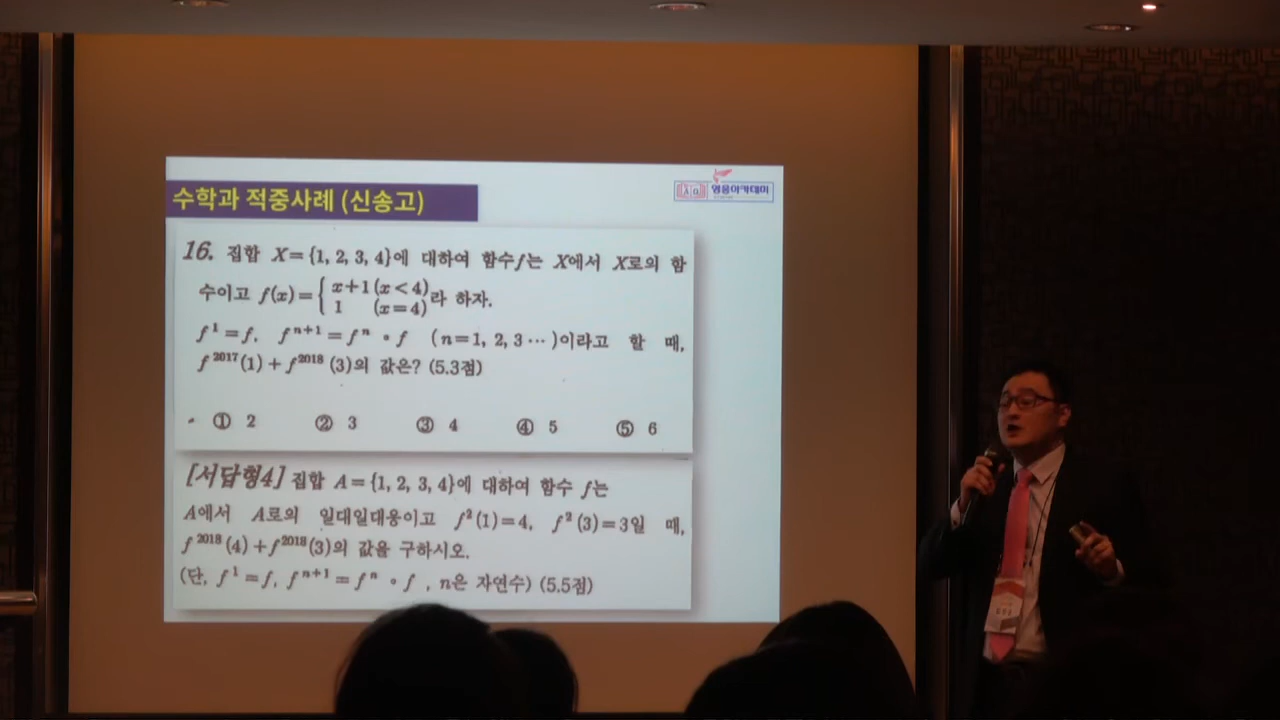 수학과 적중사례 (신송고)
영웅아카데미
16. 집합 X={1, 2, 3, 4}에 대하여 함수f는 X에서 X로의 함
수이고 f(x)={ x+1 (x<4) 라 하자.
1 (x=4)
f¹=f, fⁿ⁺¹=fⁿ∘f (n=1, 2, 3⋯)이라고 할 때,
f²⁰¹⁷(1)+f²⁰¹⁸(3)의 값은? (5.3점)
① 2 ② 3 ③ 4 ④ 5 ⑤ 6
[서답형4] 집합 A={1, 2, 3, 4}에 대하여 함수 f는
A에서 A로의 일대일대응이고 f²(1)=4, f²(3)=3일 때,
f²⁰¹⁸(4)+f²⁰¹⁸(3)의 값을 구하시오.
(단, f¹=f, fⁿ⁺¹=fⁿ∘f , n은 자연수) (5.5점)